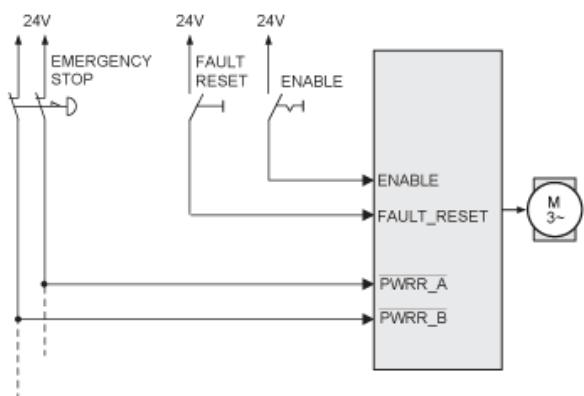 24V
24V
24V
EMERGENCY
STOP
FAULT
RESET
ENABLE
ENABLE
FAULT_RESET
PWRR_A
PWRR_B
M
3~